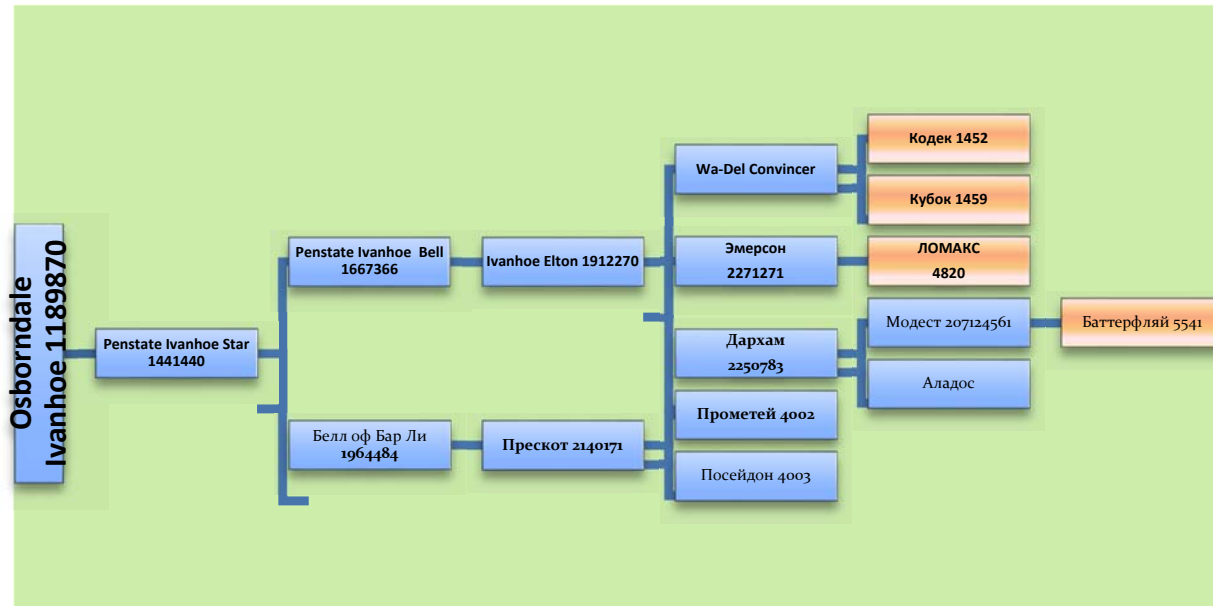 Osborndale
Ivanhoe 1189870
Penstate Ivanhoe Star
1441440
Penstate Ivanhoe Bell
1667366
Белл оф Бар Ли
1964484
Ivanhoe Elton 1912270
Прескот 2140171
Wa-Del Convincer
Эмерсон
2271271
Дархам
2250783
Прометей 4002
Посейдон 4003
Кодек 1452
Кубок 1459
ЛОМАКС
4820
Модест 207124561
Аладос
Баттерфляй 5541